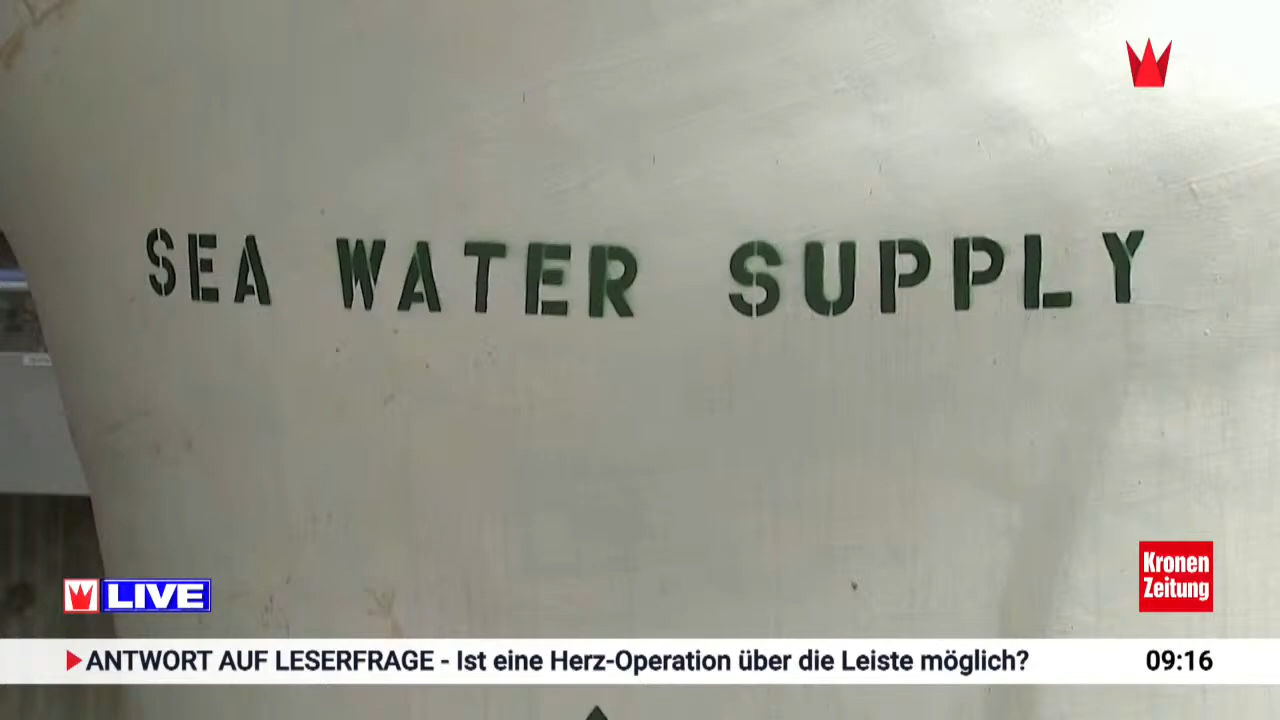 SEA WATER SUPPLY
Kronen
Zeitung
LIVE
ANTWORT AUF LESERFRAGE - Ist eine Herz-Operation über die Leiste möglich?
09:16